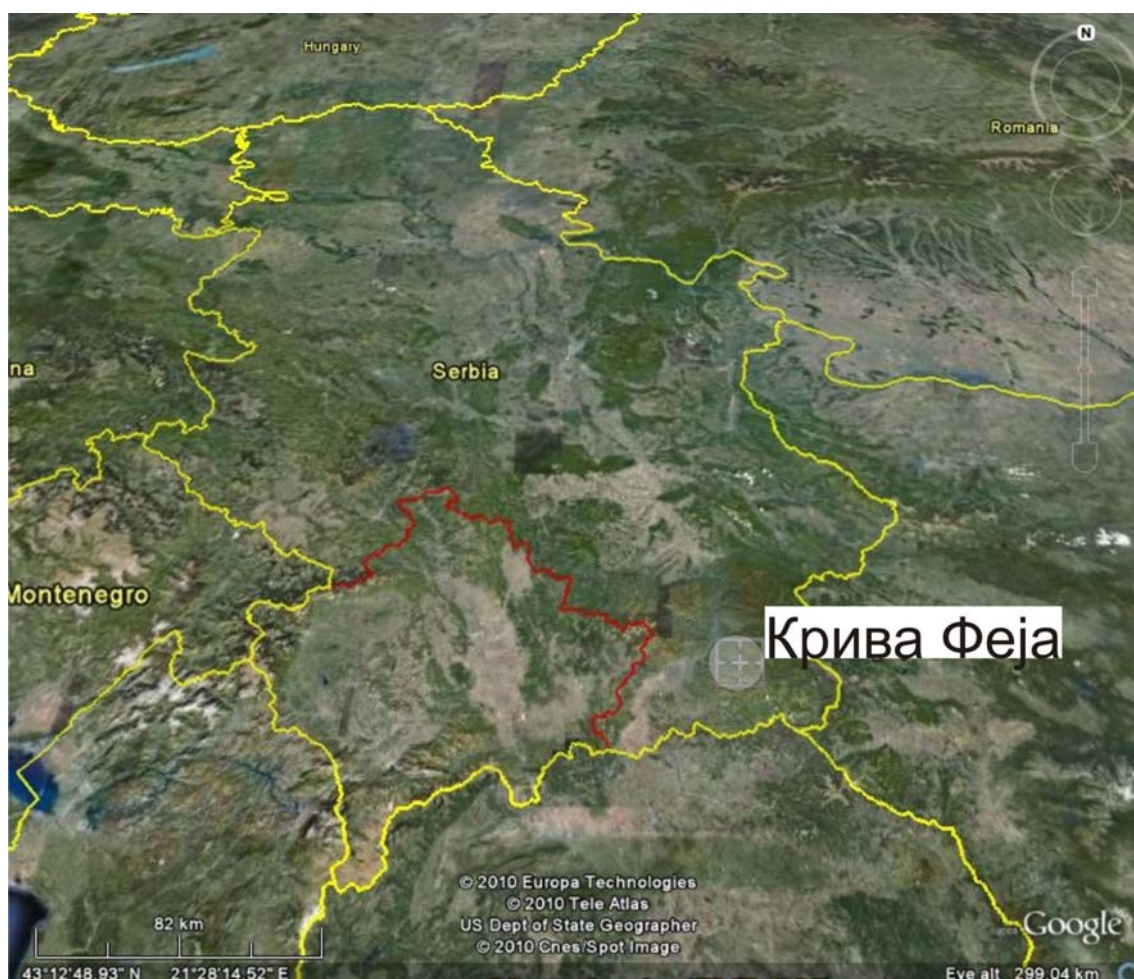 Hungary
N
Romania
na
Serbia
Montenegro
Крива Феја
© 2010 Europa Technologies
© 2010 Tele Atlas
US Dept of State Geographer
© 2010 Cnes/Spot Image
82 km
Google
43°12'48.93" N 21°28'14.52" E
Eye alt 299.04 km